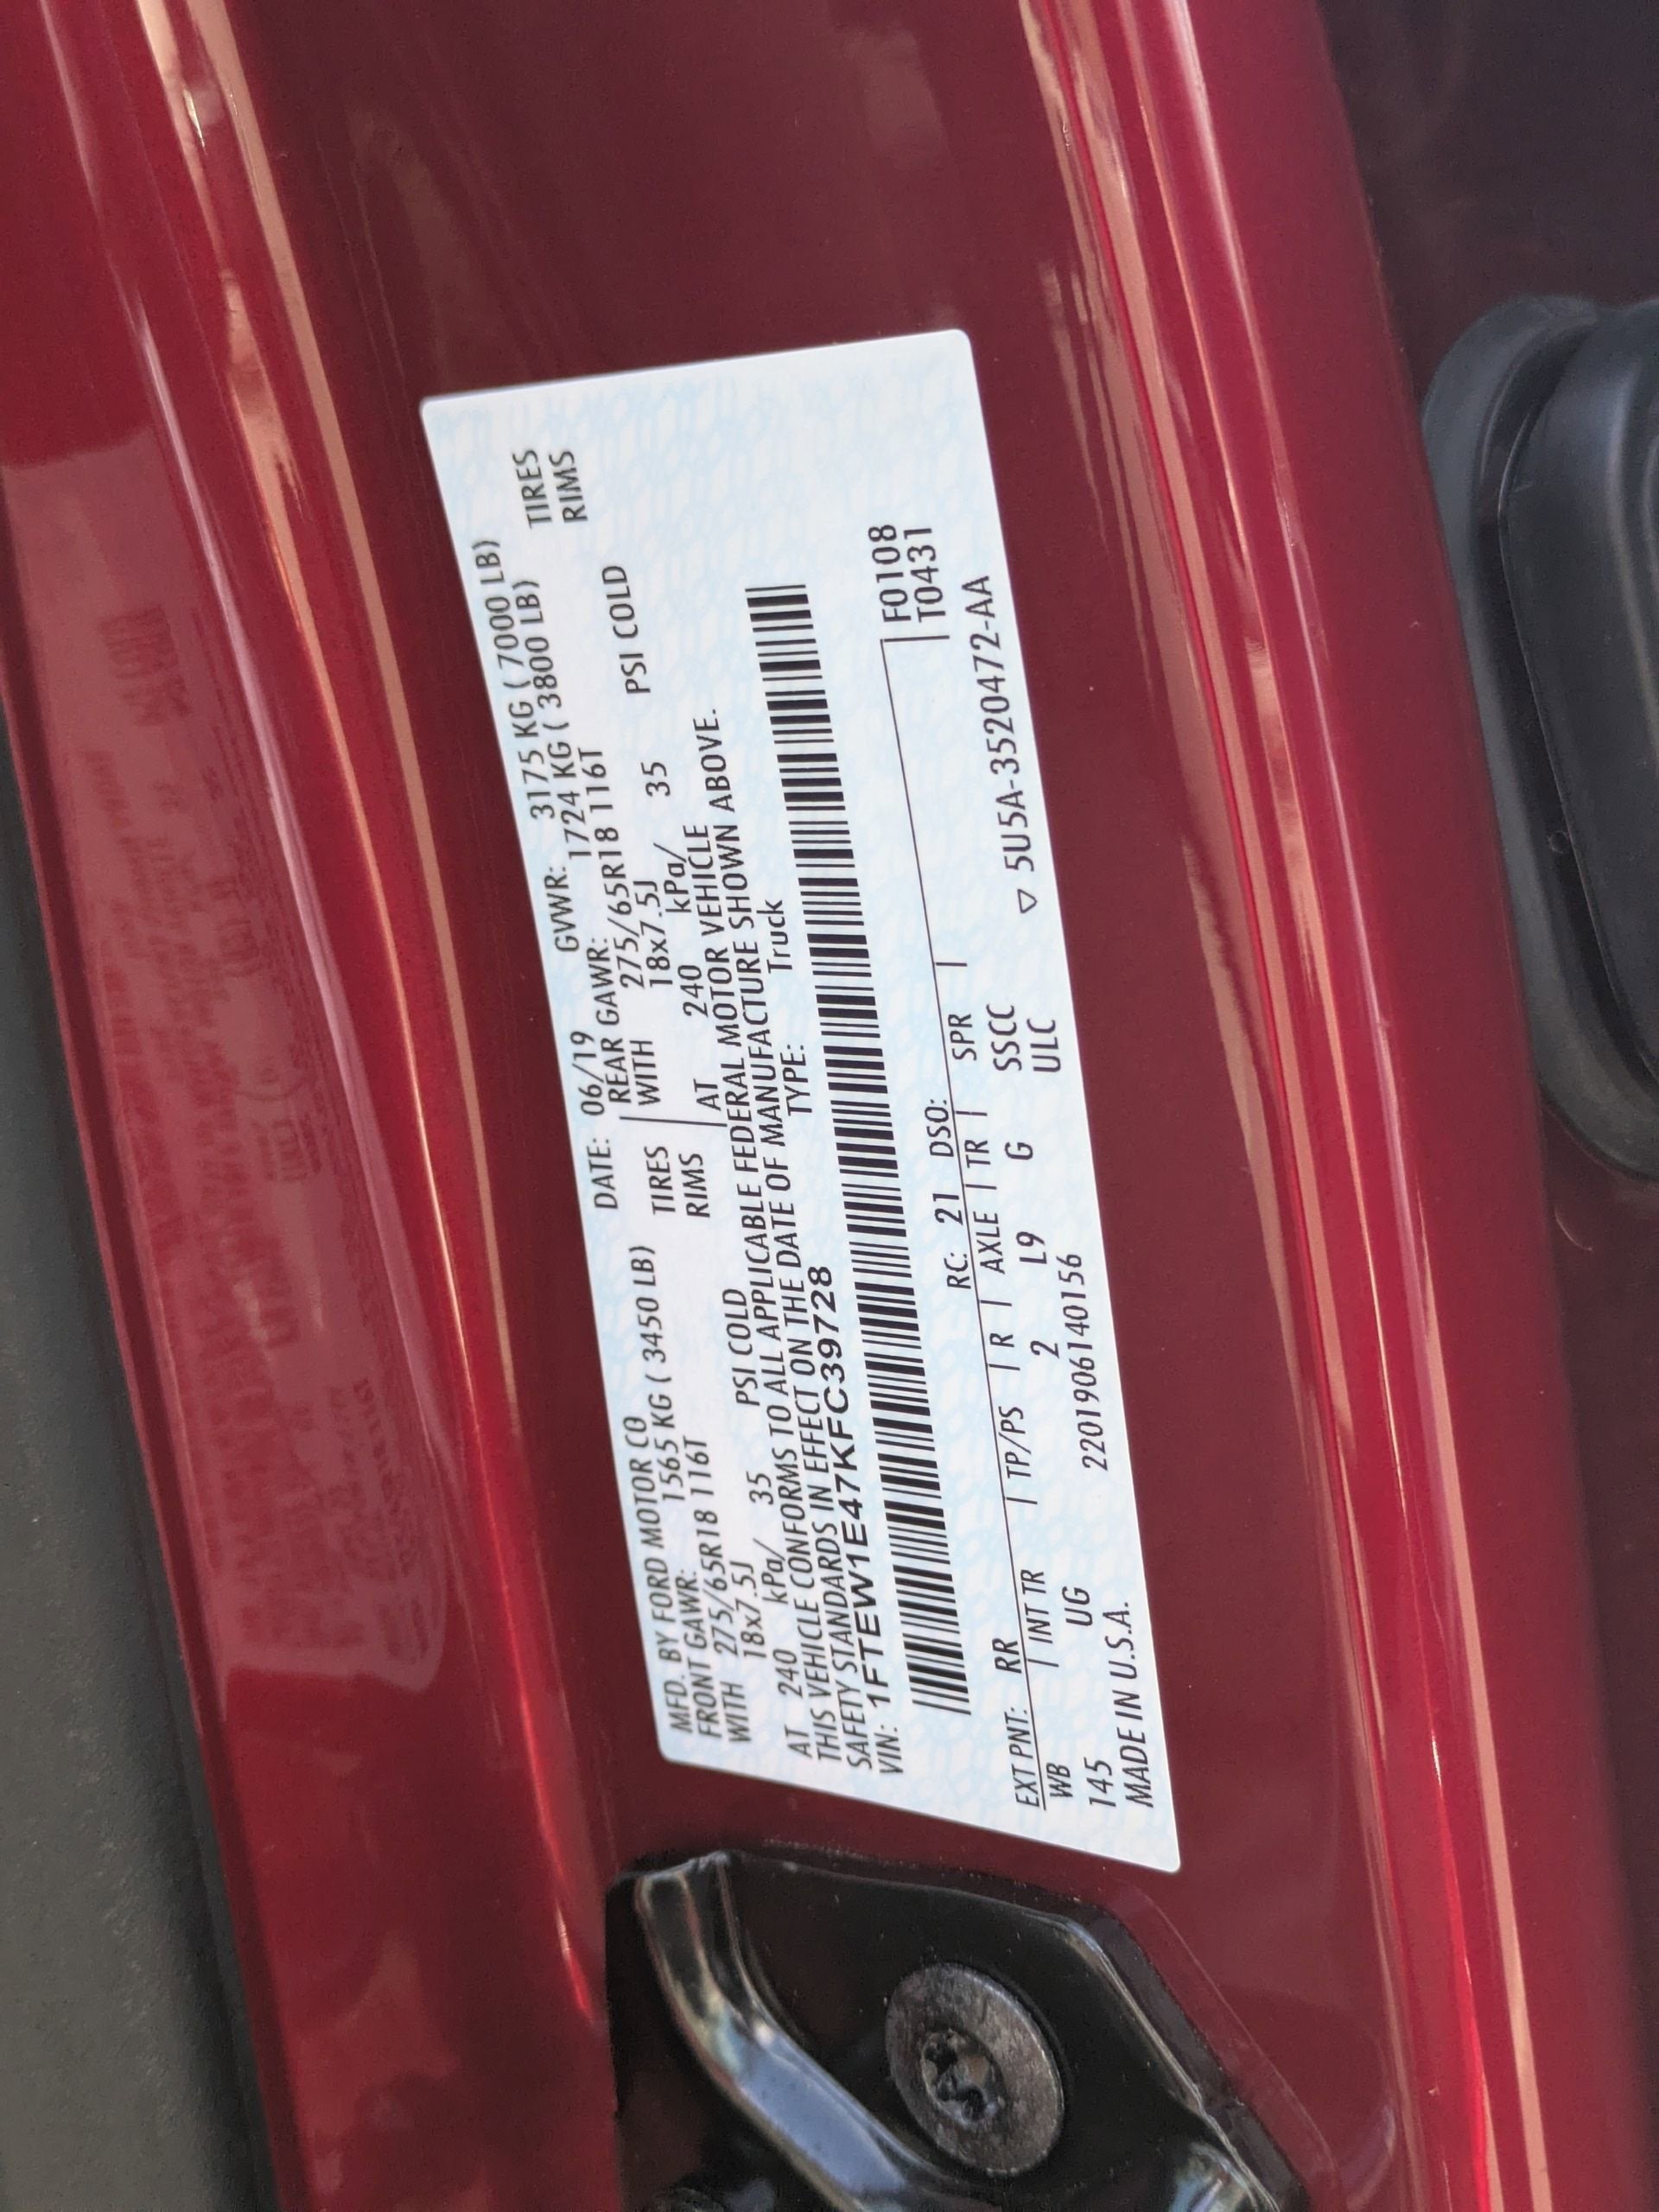 MFD. BY FORD MOTOR CO DATE: 06/19 GVWR: 3175 KG ( 7000 LB)
FRONT GAWR: 1565 KG ( 3450 LB) REAR GAWR: 1724 KG ( 3800 LB)
WITH 275/65R18 116T TIRES WITH 275/65R18 116T TIRES
18x7.5J RIMS 18x7.5J RIMS
AT 240 kPa/ 35 PSI COLD AT 240 kPa/ 35 PSI COLD
THIS VEHICLE CONFORMS TO ALL APPLICABLE FEDERAL MOTOR VEHICLE
SAFETY STANDARDS IN EFFECT ON THE DATE OF MANUFACTURE SHOWN ABOVE.
VIN: 1FTEW1E47KFC39728 TYPE: Truck
F0108
T0431
EXT PNT: RR RC: 21 DSO:
WB | INT TR | TP/PS | R | AXLE | TR | SPR |
145 UG 2 L9 G SSCC
2201906140156 ULC
MADE IN U.S.A. ▽ 5U5A-3520472-AA